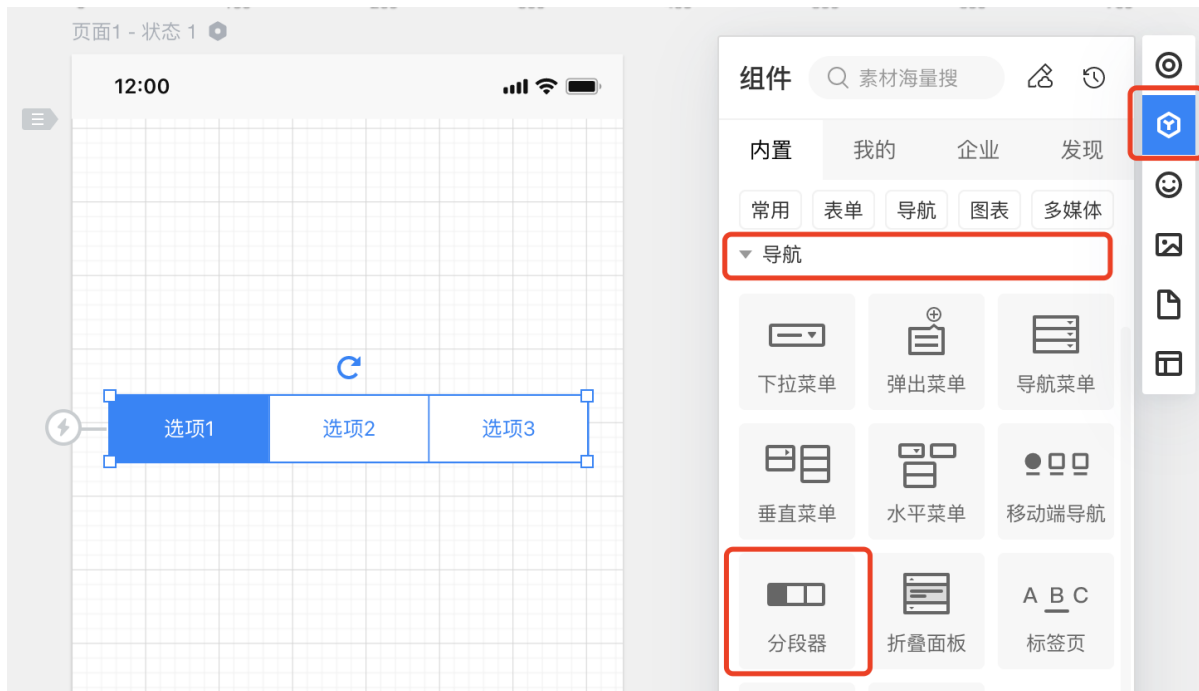 页面1 - 状态 1
12:00
选项1
选项2
选项3
组件
素材海量搜
内置
我的
企业
发现
常用
表单
导航
图表
多媒体
导航
下拉菜单
弹出菜单
导航菜单
垂直菜单
水平菜单
移动端导航
分段器
折叠面板
A B C
标签页